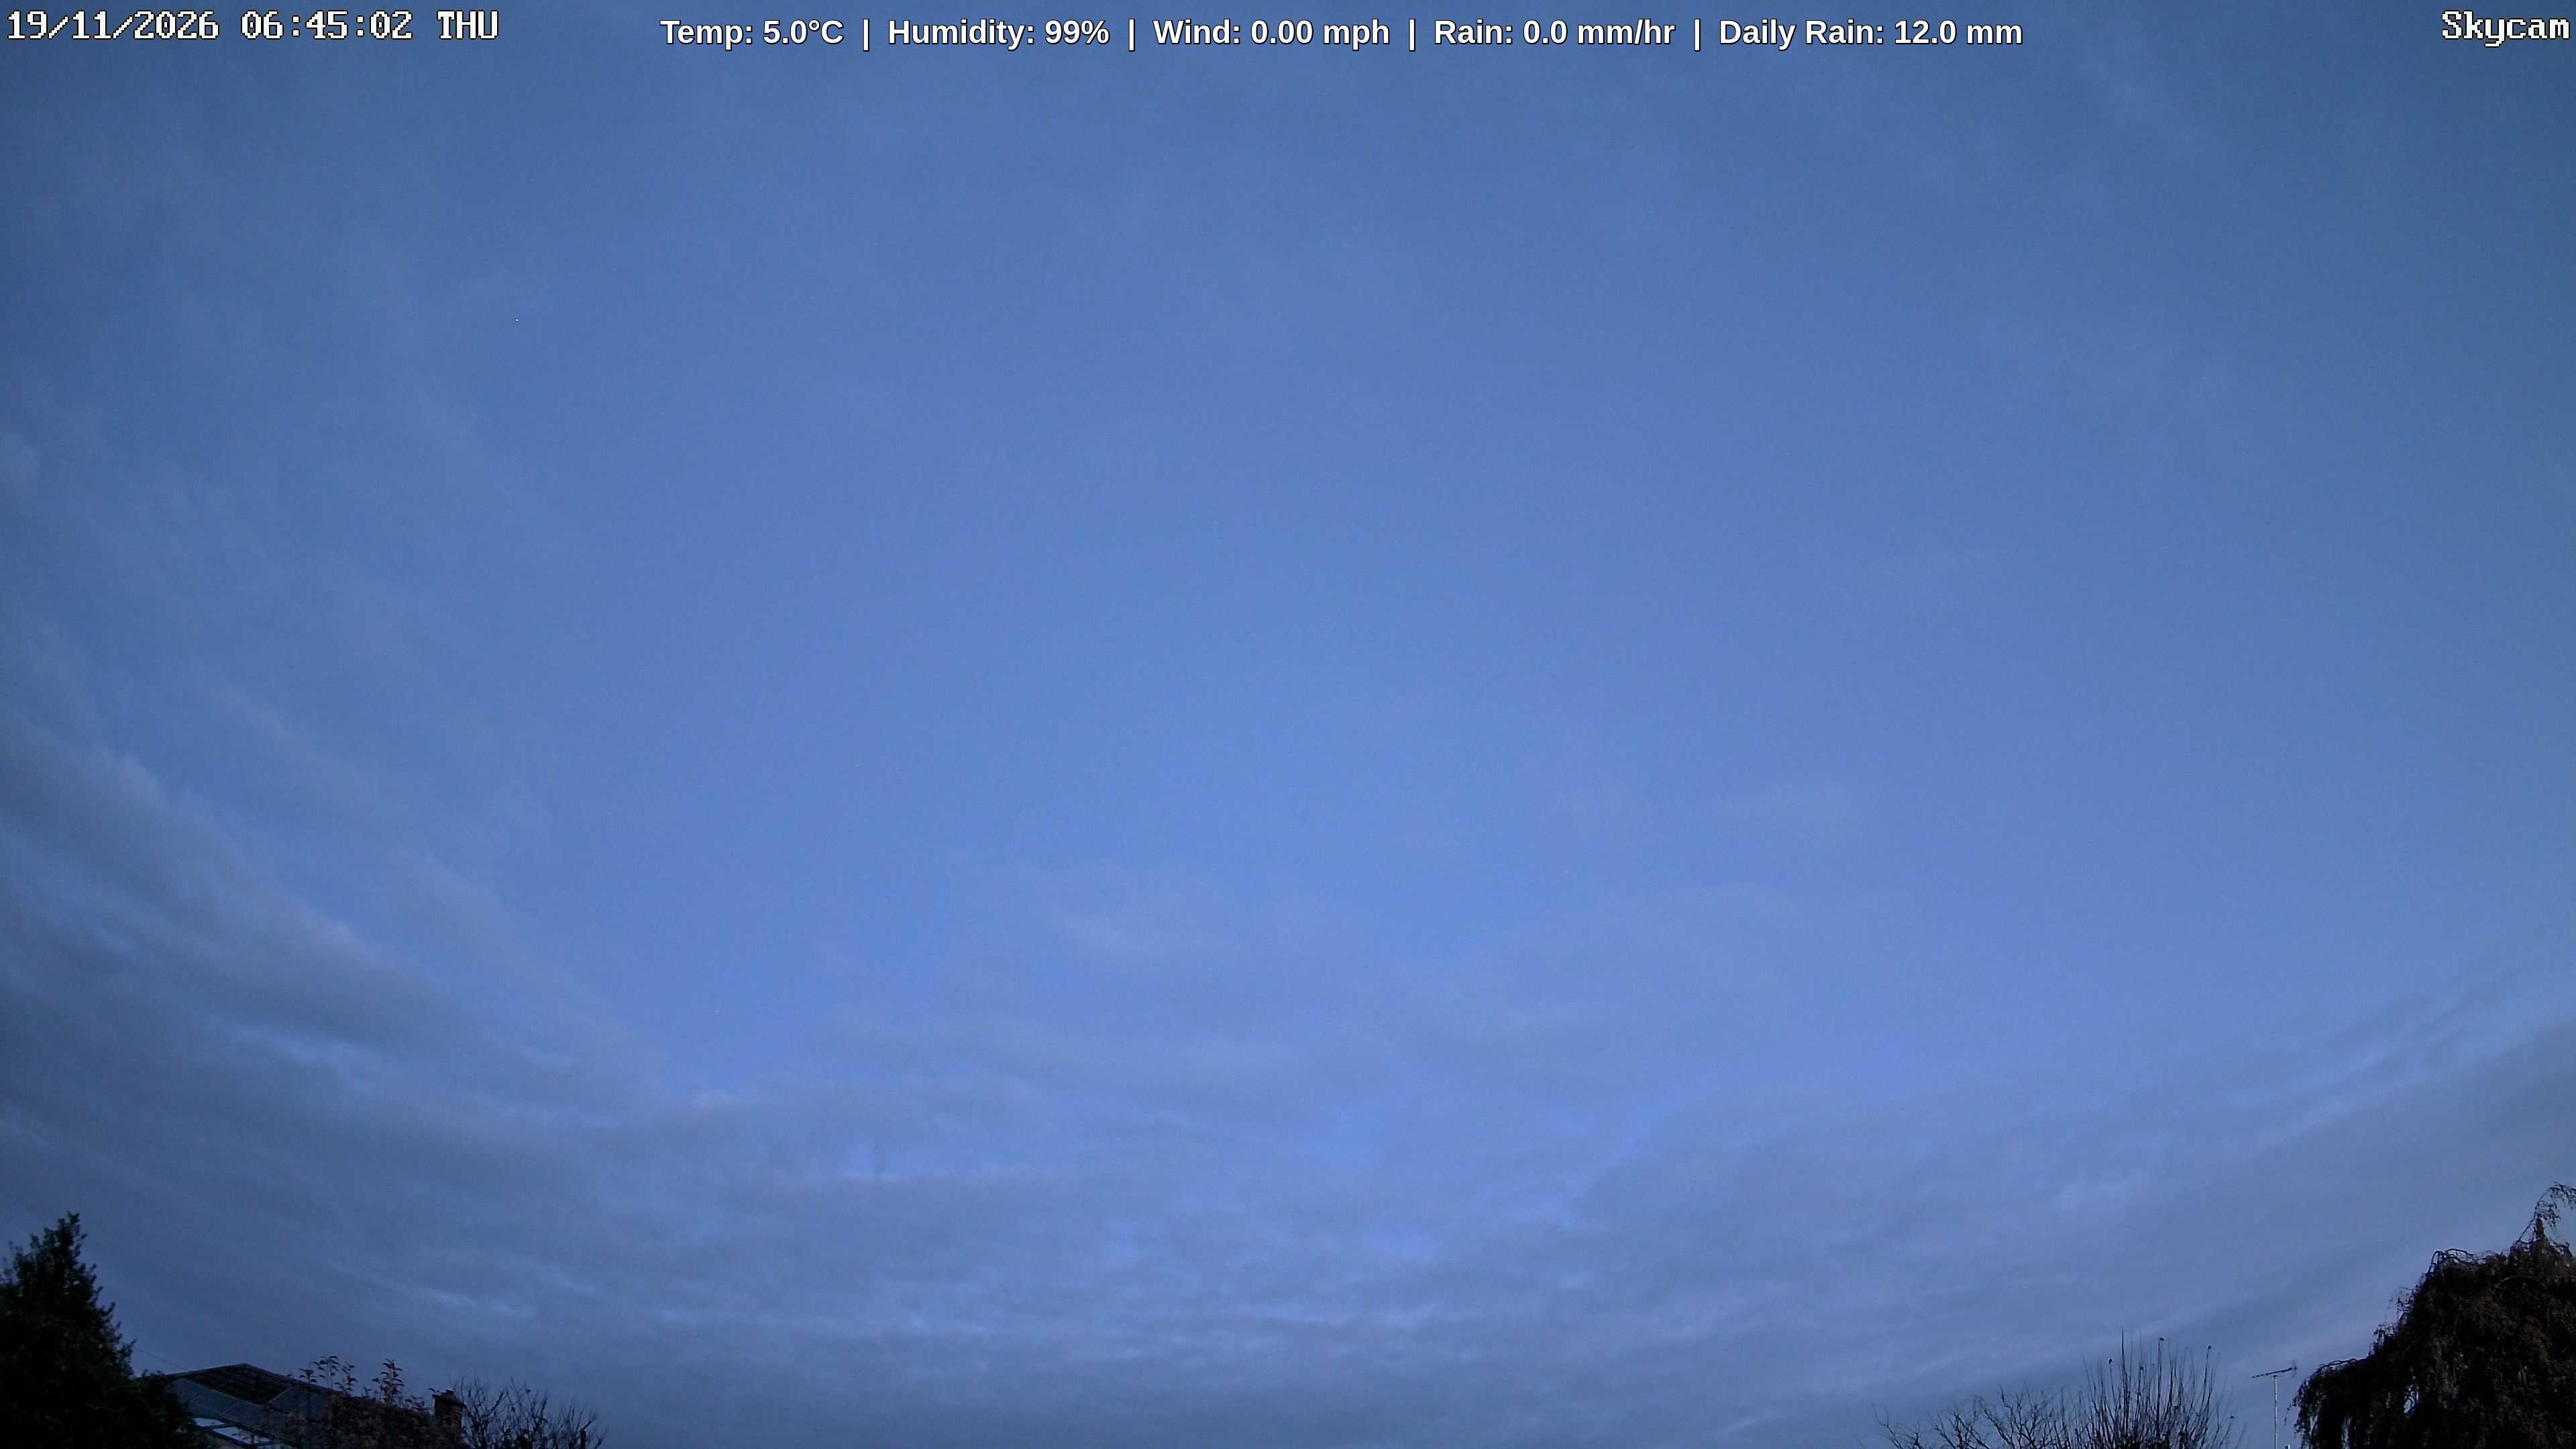 19/11/2026 06:45:02 THU
Temp: 5.0°C | Humidity: 99% | Wind: 0.00 mph | Rain: 0.0 mm/hr | Daily Rain: 12.0 mm
Skycam